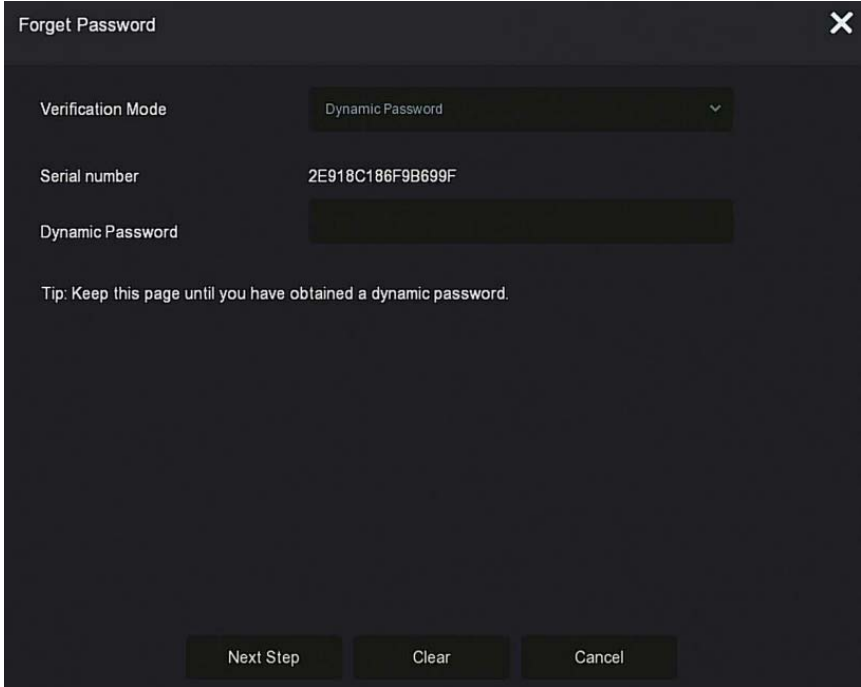 Forget Password
Verification Mode Dynamic Password
Serial number 2E918C186F9B699F
Dynamic Password
Tip: Keep this page until you have obtained a dynamic password.
Next Step Clear Cancel